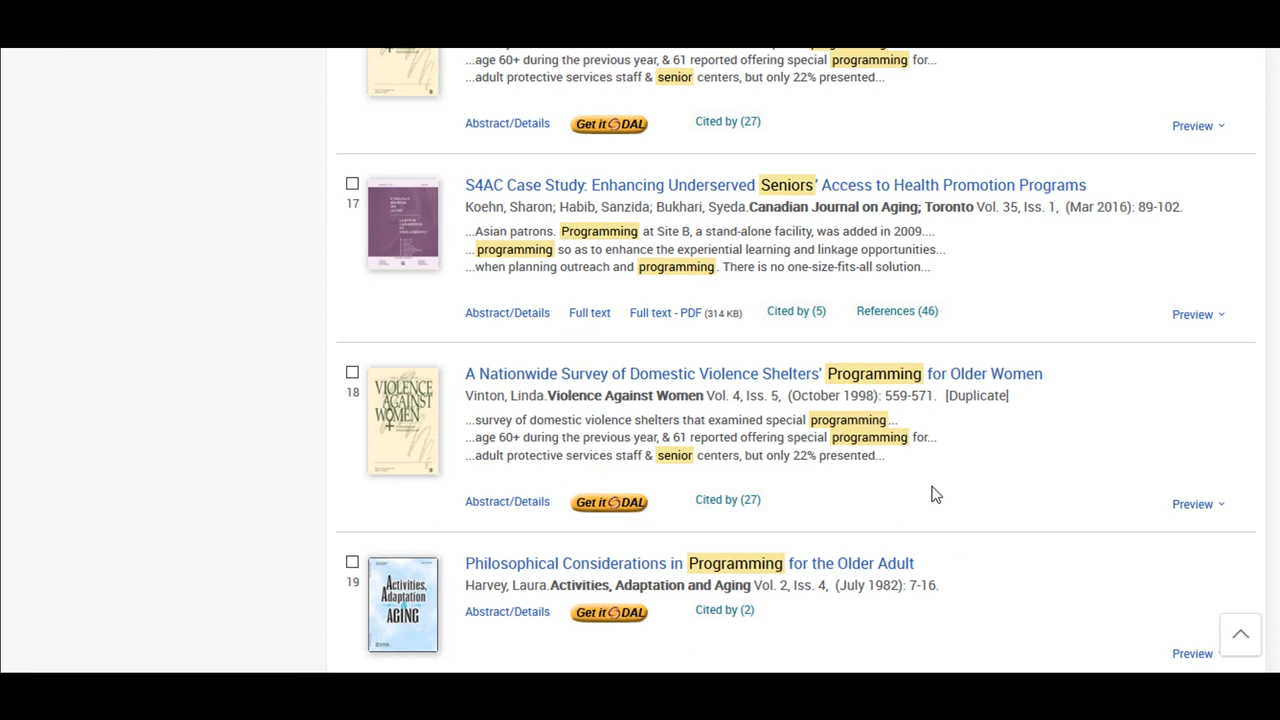 ...age 60+ during the previous year, & 61 reported offering special programming for...
...adult protective services staff & senior centers, but only 22% presented...
Abstract/Details Get it DAL Cited by (27)
Preview
17
S4AC Case Study: Enhancing Underserved Seniors' Access to Health Promotion Programs
Koehn, Sharon; Habib, Sanzida; Bukhari, Syeda.Canadian Journal on Aging; Toronto Vol. 35, Iss. 1, (Mar 2016): 89-102.
...Asian patrons. Programming at Site B, a stand-alone facility, was added in 2009....
...programming so as to enhance the experiential learning and linkage opportunities...
...when planning outreach and programming. There is no one-size-fits-all solution...
Abstract/Details Full text Full text - PDF (314 KB) Cited by (5) References (46)
Preview
18
VIOLENCE
AGAINST
WOMEN
A Nationwide Survey of Domestic Violence Shelters' Programming for Older Women
Vinton, Linda.Violence Against Women Vol. 4, Iss. 5, (October 1998): 559-571. [Duplicate]
...survey of domestic violence shelters that examined special programming...
...age 60+ during the previous year, & 61 reported offering special programming for...
...adult protective services staff & senior centers, but only 22% presented...
Abstract/Details Get it DAL Cited by (27)
Preview
19
Activities,
Adaptation
& AGING
Philosophical Considerations in Programming for the Older Adult
Harvey, Laura.Activities, Adaptation and Aging Vol. 2, Iss. 4, (July 1982): 7-16.
Abstract/Details Get it DAL Cited by (2)
Preview